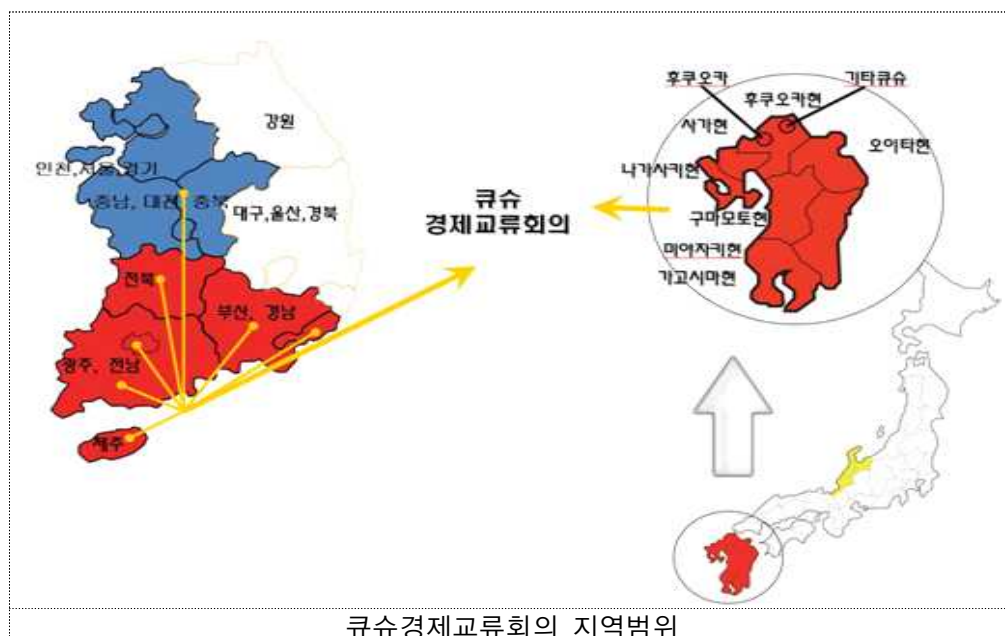 강원
인천,서울,경기
충남, 대전, 충북
대구,울산,경북
전북
부산, 경남
광주, 전남
제주
큐슈
경제교류회의
후쿠오카
기타큐슈
후쿠오카현
사가현
오이타현
나가사키현
구마모토현
미야자키현
가고시마현
큐슈경제교류회의 지역범위